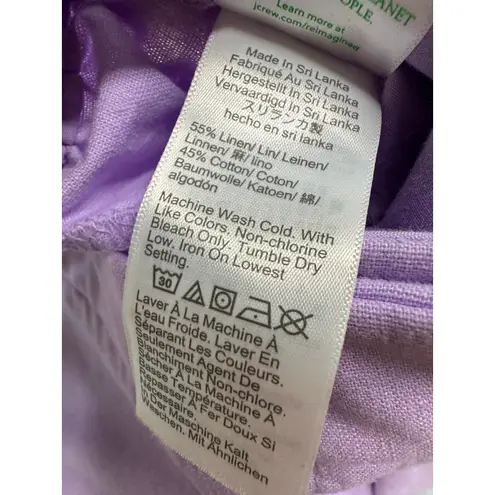 PLANET
PEOPLE.
Learn more at
jcrew.com/reimagined
Made In Sri Lanka
Fabriqué Au Sri Lanka
Hergestellt In Sri Lanka
Vervaardigd in Sri Lanka
スリランカ製
hecho en sri lanka
55% Linen/ Lin/ Leinen/
Linnen/ 麻/ lino
45% Cotton/ Coton/
Baumwolle/ Katoen/ 綿/
algodón
Machine Wash Cold. With
Like Colors. Non-chlorine
Bleach Only. Tumble Dry
Low. Iron On Lowest
Setting.
30
Laver À La Machine À
L'eau Froide. Laver En
Séparant Les Couleurs.
Seulement Agent De
Blanchiment Non-chlore.
Sécher À La Machine À
Basse Température.
Repasser À Fer Doux Si
Nécessaire.
In Der Maschine Kalt
Waschen. Mit Ähnlichen